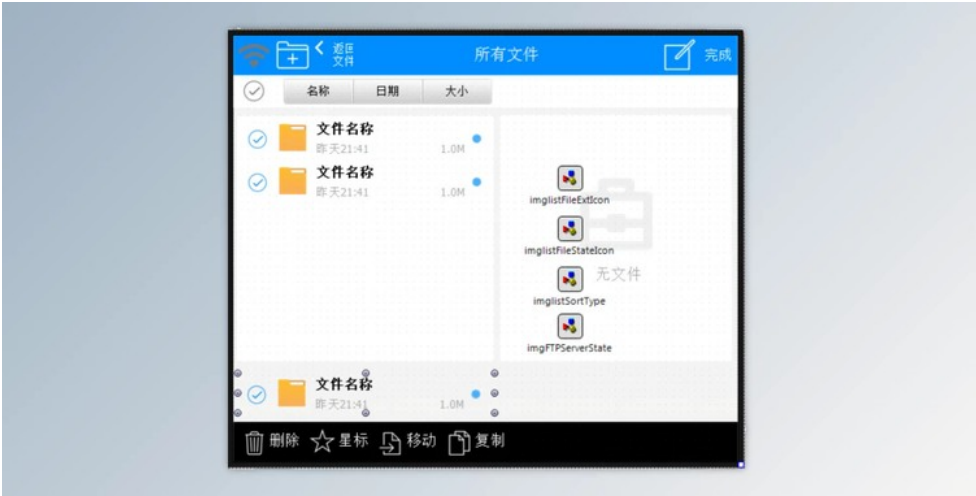 返回
文件
所有文件
完成
名称 日期 大小
文件名称
昨天21:41 1.0M
文件名称
昨天21:41 1.0M
imglistFileExtIcon
imglistFileStateIcon
无文件
imglistSortType
imgFTPServerState
文件名称
昨天21:41 1.0M
删除 星标 移动 复制